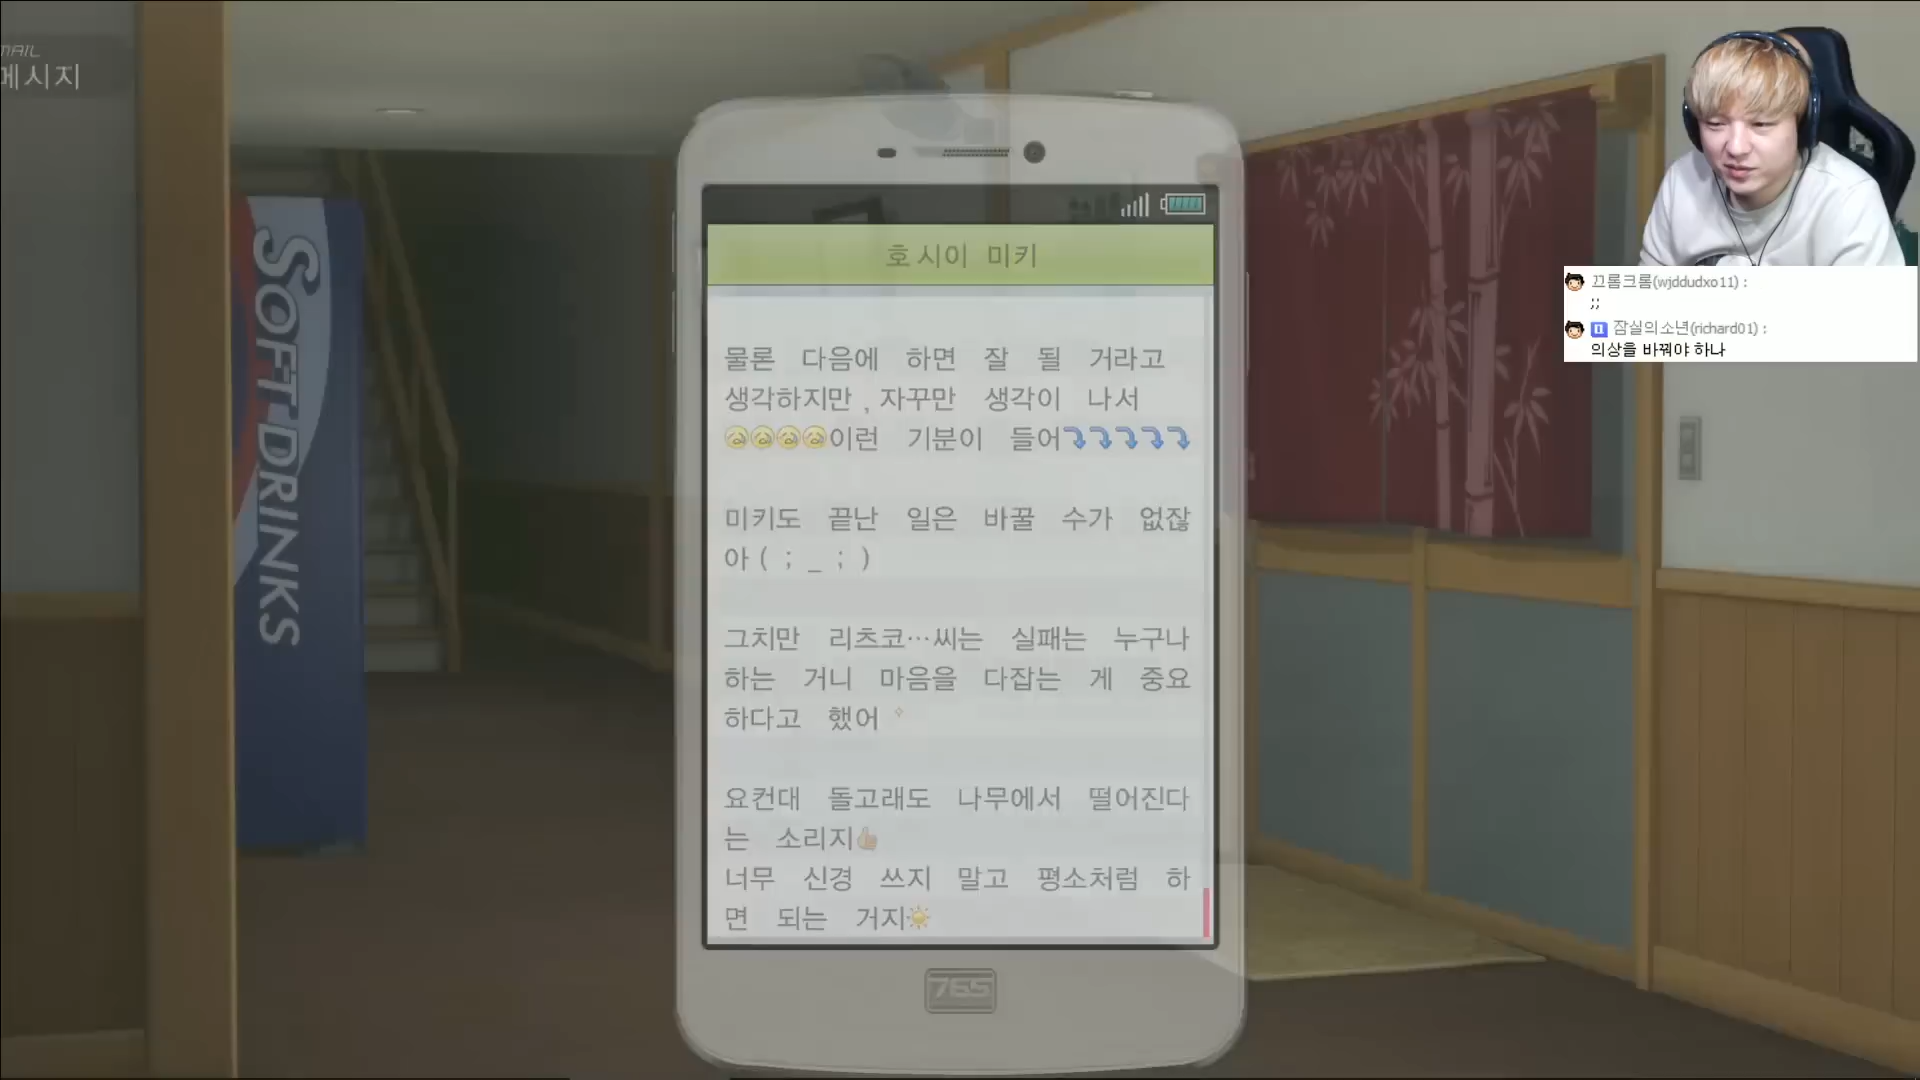 MAIL
메시지
SOFT DRINKS
호시이 미키
물론 다음에 하면 잘 될 거라고
생각하지만, 자꾸만 생각이 나서
😩😩😩😩이런 기분이 들어⤵⤵⤵⤵⤵
미키도 끝난 일은 바꿀 수가 없잖
아 ( ; _ ; )
그치만 리츠코…씨는 실패는 누구나
하는 거니 마음을 다잡는 게 중요
하다고 했어
요컨대 돌고래도 나무에서 떨어진다
는 소리지👍
너무 신경 쓰지 말고 평소처럼 하
면 되는 거지☀
765
끄롬크롬(wjddudxo11) :
;;
n 잠실의소년(richard01) :
의상을 바꿔야 하나